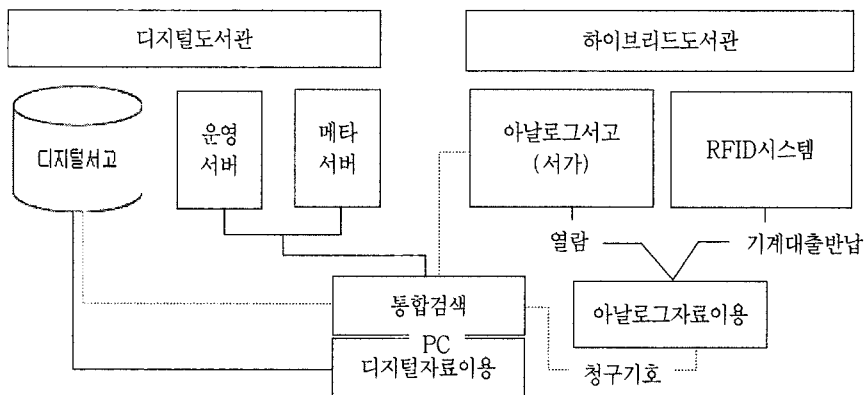 디지털도서관
하이브리드도서관
디지털서고
운영
서버
메타
서버
아날로그서고
(서가)
RFID시스템
열람
기계대출반납
통합검색
PC
디지털자료이용
아날로그자료이용
청구기호